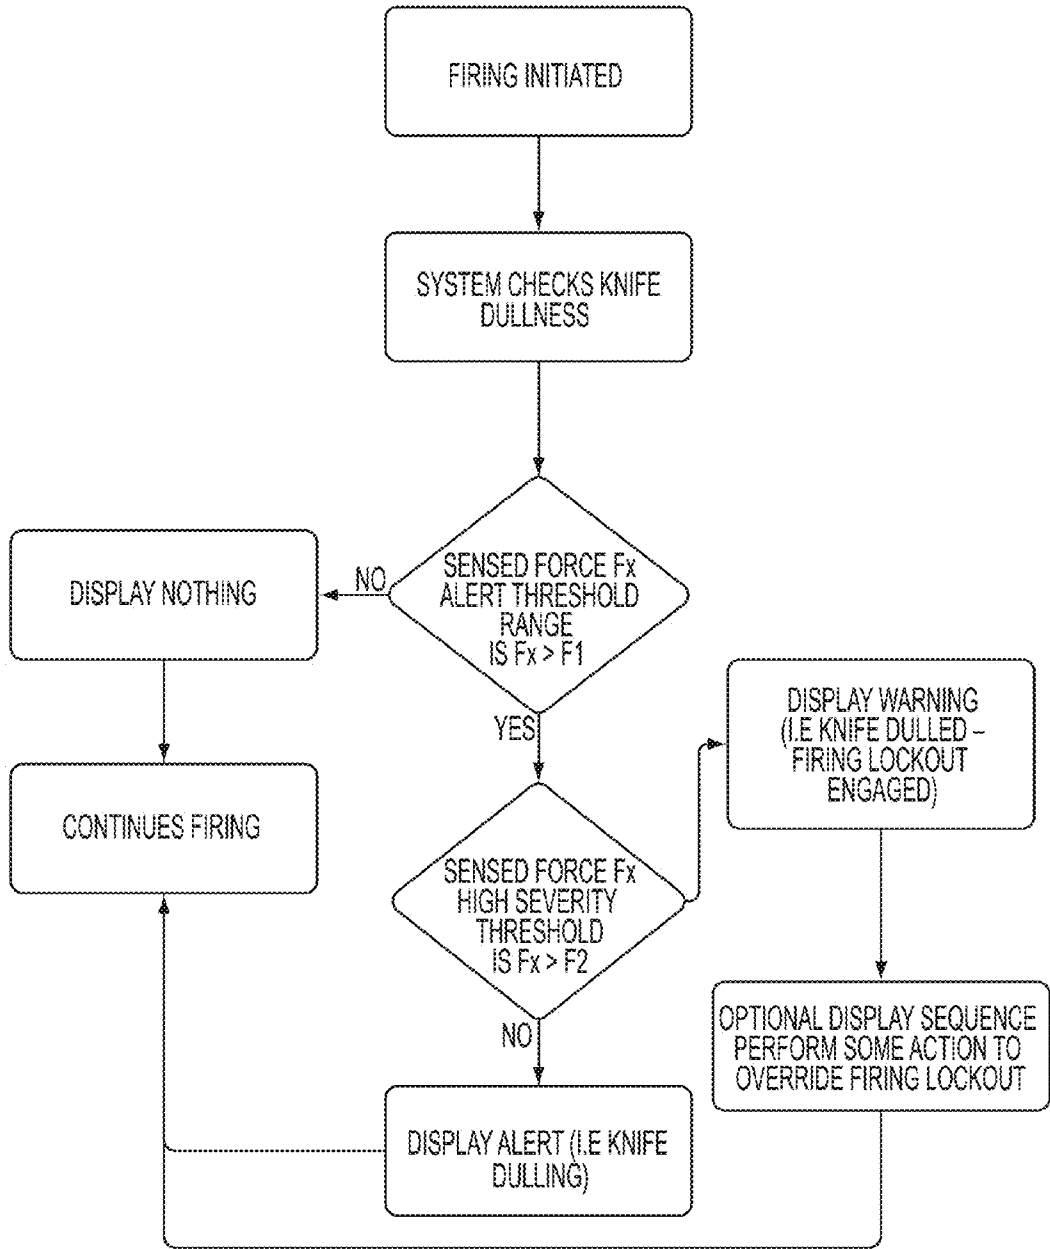 FIRING INITIATED
SYSTEM CHECKS KNIFE
DULLNESS
SENSED FORCE Fx
ALERT THRESHOLD
RANGE
IS Fx > F1
NO
DISPLAY NOTHING
YES
DISPLAY WARNING
(I.E KNIFE DULLED –
FIRING LOCKOUT
ENGAGED)
CONTINUES FIRING
SENSED FORCE Fx
HIGH SEVERITY
THRESHOLD
IS Fx > F2
NO
OPTIONAL DISPLAY SEQUENCE
PERFORM SOME ACTION TO
OVERRIDE FIRING LOCKOUT
DISPLAY ALERT (I.E KNIFE
DULLING)